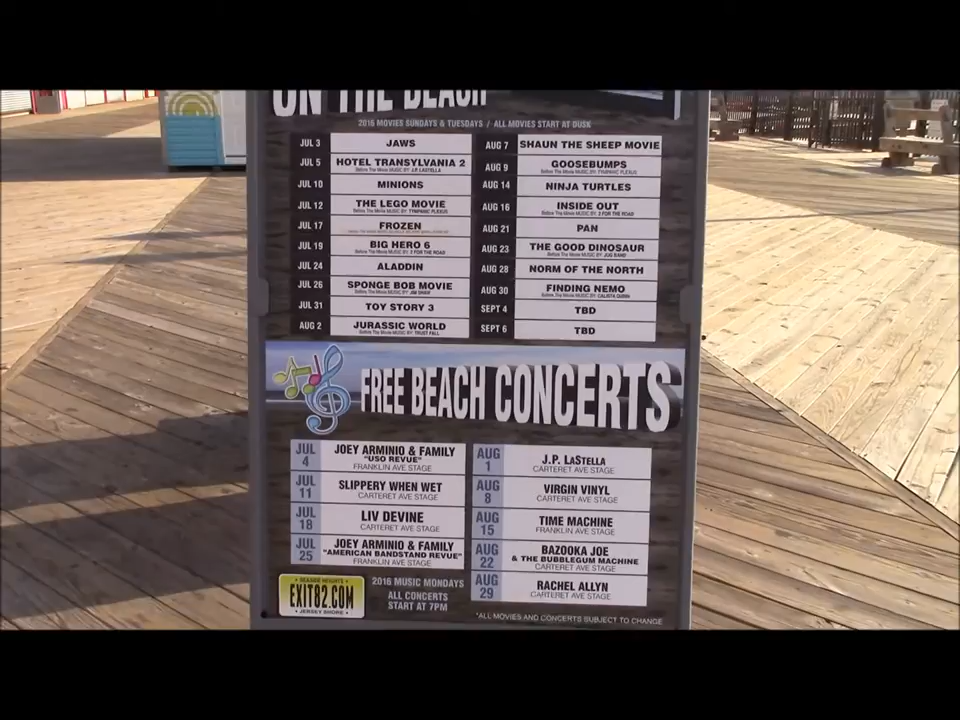 ON THE BEACH
2016 MOVIES SUNDAYS & TUESDAYS / ALL MOVIES START AT DUSK
JUL 3 JAWS
JUL 5 HOTEL TRANSYLVANIA 2
Before The Movie MUSIC BY: J.P. LASTELLA
JUL 10 MINIONS
JUL 12 THE LEGO MOVIE
Before The Movie MUSIC BY: TYMPANIC PLEXUS
JUL 17 FROZEN
JUL 19 BIG HERO 6
Before The Movie MUSIC BY: 2 FOR THE ROAD
JUL 24 ALADDIN
JUL 26 SPONGE BOB MOVIE
Before The Movie MUSIC BY: JIM SHAW
JUL 31 TOY STORY 3
AUG 2 JURASSIC WORLD
Before The Movie MUSIC BY: TRUST FALL
AUG 7 SHAUN THE SHEEP MOVIE
AUG 9 GOOSEBUMPS
Before The Movie MUSIC BY: TYMPANIC PLEXUS
AUG 14 NINJA TURTLES
AUG 16 INSIDE OUT
Before The Movie MUSIC BY: 2 FOR THE ROAD
AUG 21 PAN
AUG 23 THE GOOD DINOSAUR
Before The Movie MUSIC BY: JUG BAND
AUG 28 NORM OF THE NORTH
AUG 30 FINDING NEMO
Before The Movie MUSIC BY: CALISTA QUINN
SEPT 4 TBD
SEPT 6 TBD
FREE BEACH CONCERTS
JUL 4 JOEY ARMINIO & FAMILY
"USO REVUE"
FRANKLIN AVE STAGE
JUL 11 SLIPPERY WHEN WET
CARTERET AVE STAGE
JUL 18 LIV DEVINE
CARTERET AVE STAGE
JUL 25 JOEY ARMINIO & FAMILY
"AMERICAN BANDSTAND REVUE"
FRANKLIN AVE STAGE
AUG 1 J.P. LASTELLA
CARTERET AVE STAGE
AUG 8 VIRGIN VINYL
CARTERET AVE STAGE
AUG 15 TIME MACHINE
FRANKLIN AVE STAGE
AUG 22 BAZOOKA JOE
& THE BUBBLEGUM MACHINE
CARTERET AVE STAGE
AUG 29 RACHEL ALLYN
CARTERET AVE STAGE
SEASIDE HEIGHTS
EXIT82.COM
JERSEY SHORE
2016 MUSIC MONDAYS
ALL CONCERTS
START AT 7PM
*ALL MOVIES AND CONCERTS SUBJECT TO CHANGE